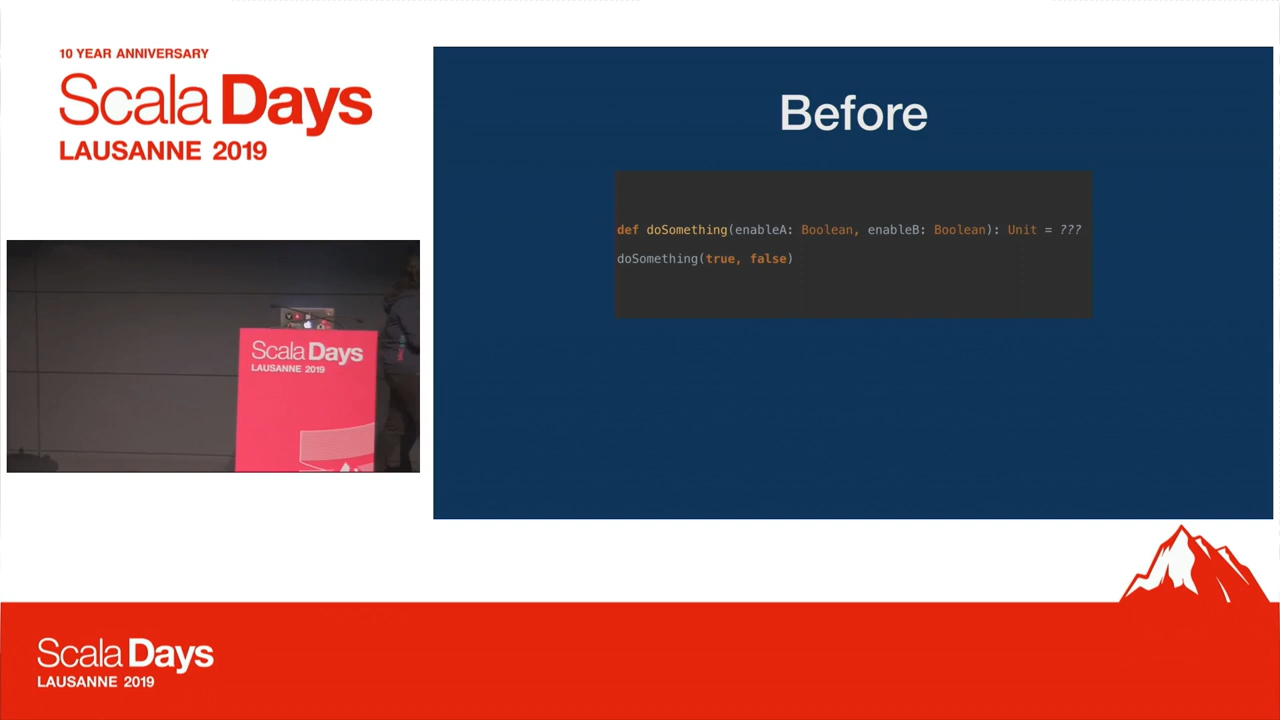 10 YEAR ANNIVERSARY
Scala Days
LAUSANNE 2019
Before
def doSomething(enableA: Boolean, enableB: Boolean): Unit = ???
doSomething(true, false)
Scala Days
LAUSANNE 2019
Scala Days
LAUSANNE 2019